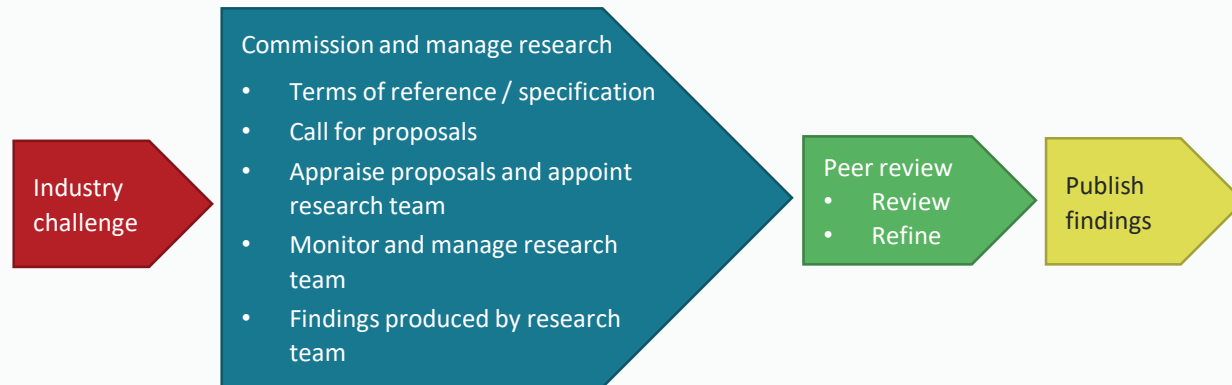 Industry
challenge
Commission and manage research
• Terms of reference / specification
• Call for proposals
• Appraise proposals and appoint
research team
• Monitor and manage research
team
• Findings produced by research
team
Peer review
• Review
• Refine
Publish
findings